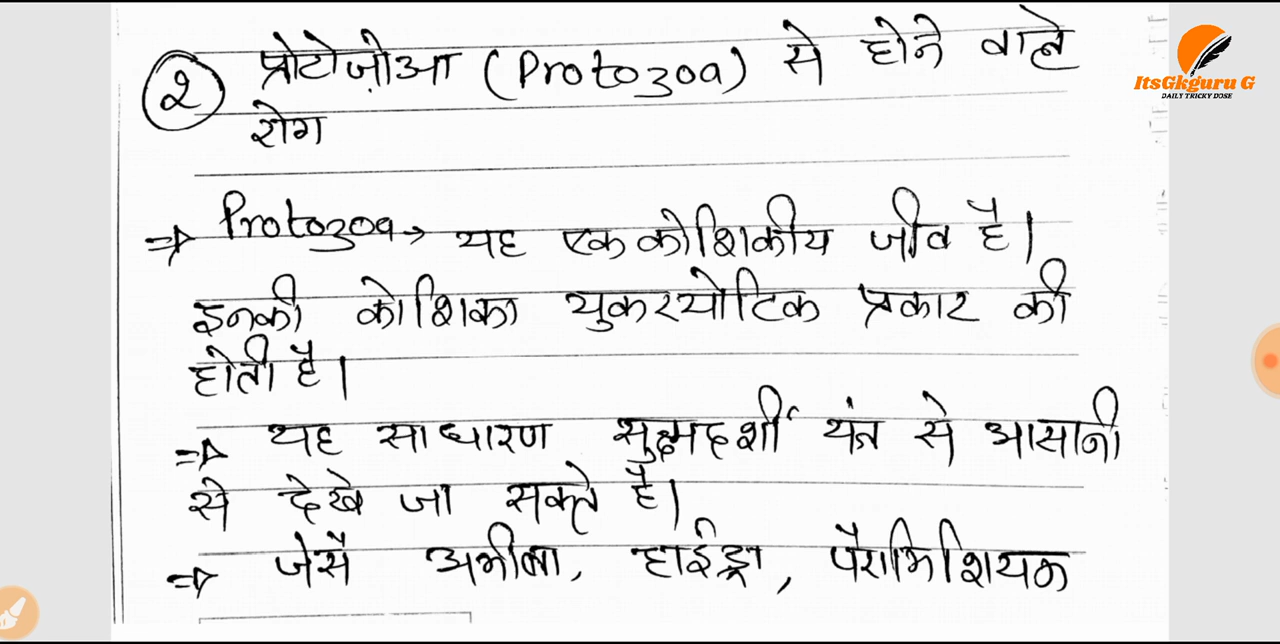 ② प्रोटोज़ोआ (Protozoa) से होने वाले
रोग
⇒ Protozoa → यह एक कोशिकीय जीव है।
इनकी कोशिका युकरयोटिक प्रकार की
होती है।
⇒ यह साधारण सुक्ष्मदर्शी यंत्र से आसानी
से देखे जा सकते है।
⇒ जेसै अमीबा, हाईड्रा, पैरामिशियम
ItsGkguru G
DAILY TRICKY DOSE